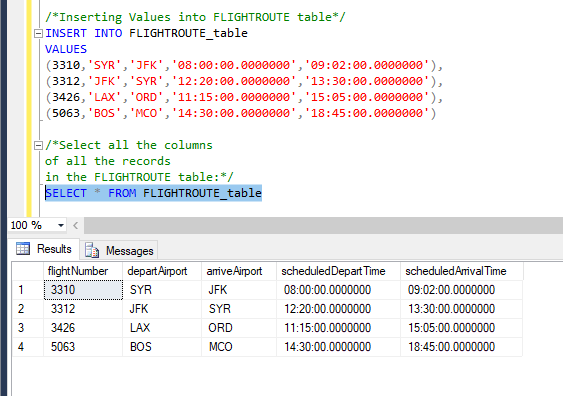 /*Inserting Values into FLIGHTROUTE table*/
INSERT INTO FLIGHTROUTE_table
VALUES
(3310,'SYR','JFK','08:00:00.0000000','09:02:00.0000000'),
(3312,'JFK','SYR','12:20:00.0000000','13:30:00.0000000'),
(3426,'LAX','ORD','11:15:00.0000000','15:05:00.0000000'),
(5063,'BOS','MCO','14:30:00.0000000','18:45:00.0000000')
/*Select all the columns
of all the records
in the FLIGHTROUTE table:*/
SELECT * FROM FLIGHTROUTE_table
100 %
Results Messages
flightNumber departAirport arriveAirport scheduledDepartTime scheduledArrivalTime
1 3310 SYR JFK 08:00:00.0000000 09:02:00.0000000
2 3312 JFK SYR 12:20:00.0000000 13:30:00.0000000
3 3426 LAX ORD 11:15:00.0000000 15:05:00.0000000
4 5063 BOS MCO 14:30:00.0000000 18:45:00.0000000